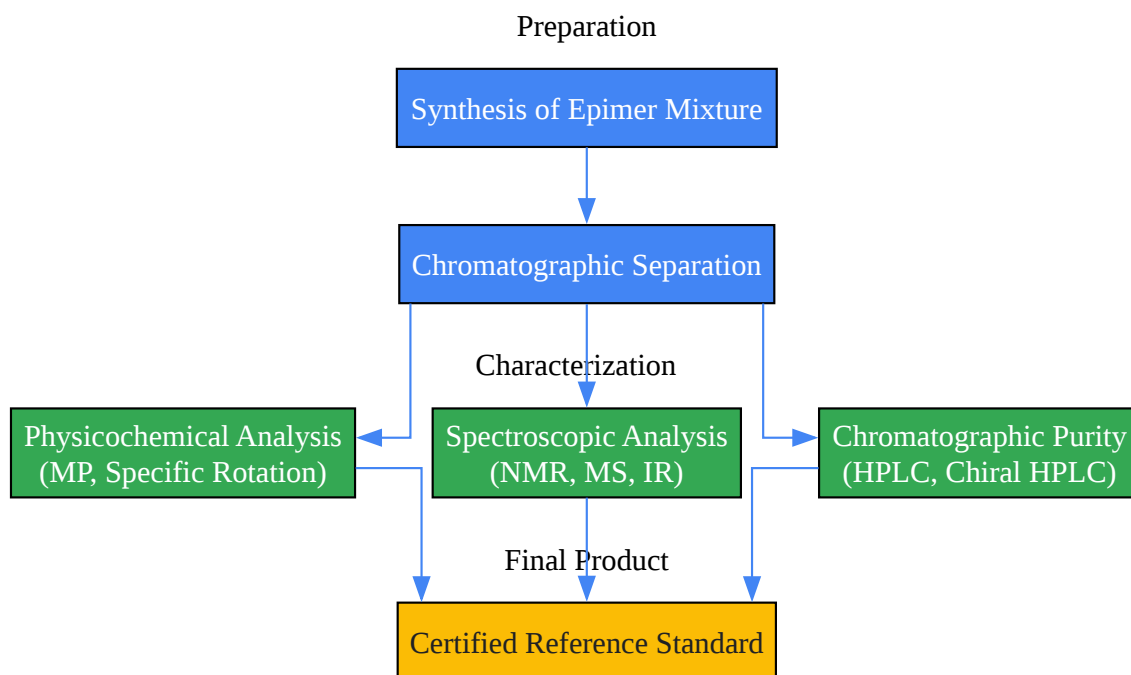 Preparation
Synthesis of Epimer Mixture
Chromatographic Separation
Characterization
Physicochemical Analysis
(MP, Specific Rotation)
Spectroscopic Analysis
(NMR, MS, IR)
Chromatographic Purity
(HPLC, Chiral HPLC)
Final Product
Certified Reference Standard